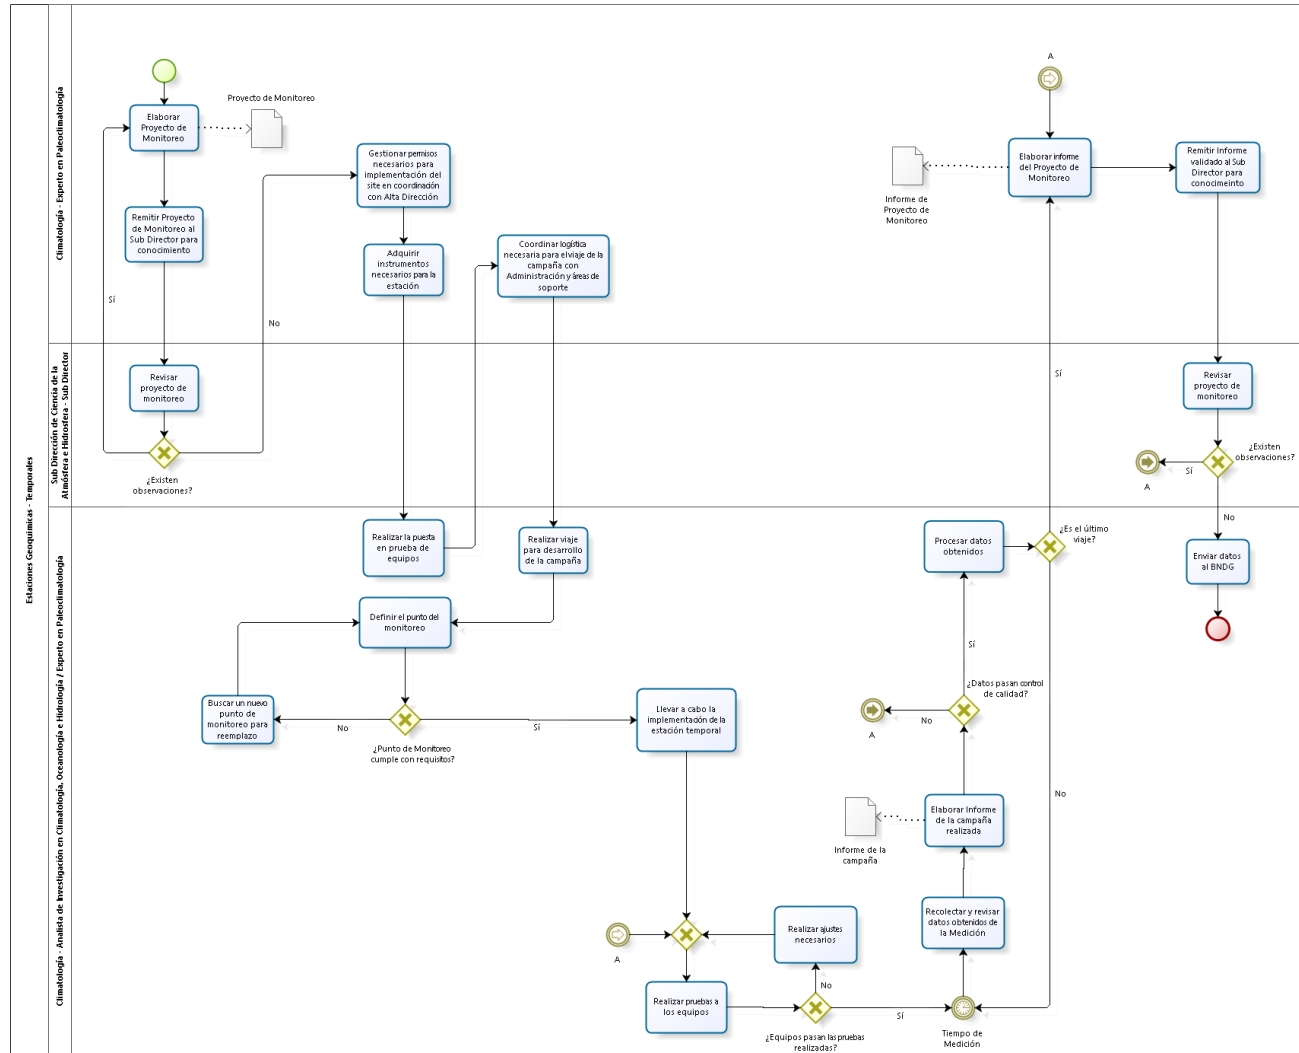 Estaciones Geoquímicas - Temporales
Climatología - Experto en Paleoclimatología
Proyecto de Monitoreo
Elaborar
Proyecto de
Monitoreo
Remitir Proyecto
de Monitoreo al
Sub Director para
conocimiento
Sí
No
Gestionar permisos
necesarios para
implementación del
site en coordinación
con Alta Dirección
Adquirir
instrumentos
necesarios para la
estación
Coordinar logística
necesaria para el viaje de la
campaña con
Administración y áreas de
soporte
A
Elaborar informe
del Proyecto de
Monitoreo
Informe de
Proyecto de
Monitoreo
Remitir Informe
validado al Sub
Director para
conocimeinto
Sub Dirección de Ciencia de la
Atmósfera e Hidrosfera - Sub Director
Revisar
proyecto de
monitoreo
¿Existen
observaciones?
Sí
Revisar
proyecto de
monitoreo
¿Existen
observaciones?
Sí
A
Climatología - Analista de Investigación en Climatología, Oceanología e Hidrología / Experto en Paleoclimatología
Realizar la puesta
en prueba de
equipos
Realizar viaje
para desarrollo
de la campaña
Procesar datos
obtenidos
¿Es el último
viaje?
No
Enviar datos
al BNDG
Definir el punto del
monitoreo
Sí
Buscar un nuevo
punto de
monitoreo para
reemplazo
No
Sí
¿Punto de Monitoreo
cumple con requisitos?
Llevar a cabo la
implementación de la
estación temporal
¿Datos pasan control
de calidad?
No
A
No
Informe de la
campaña
Elaborar Informe
de la campaña
realizada
Recolectar y revisar
datos obtenidos de
la Medición
A
Realizar ajustes
necesarios
No
Realizar pruebas a
los equipos
Sí
¿Equipos pasan las pruebas
realizadas?
Tiempo de
Medición